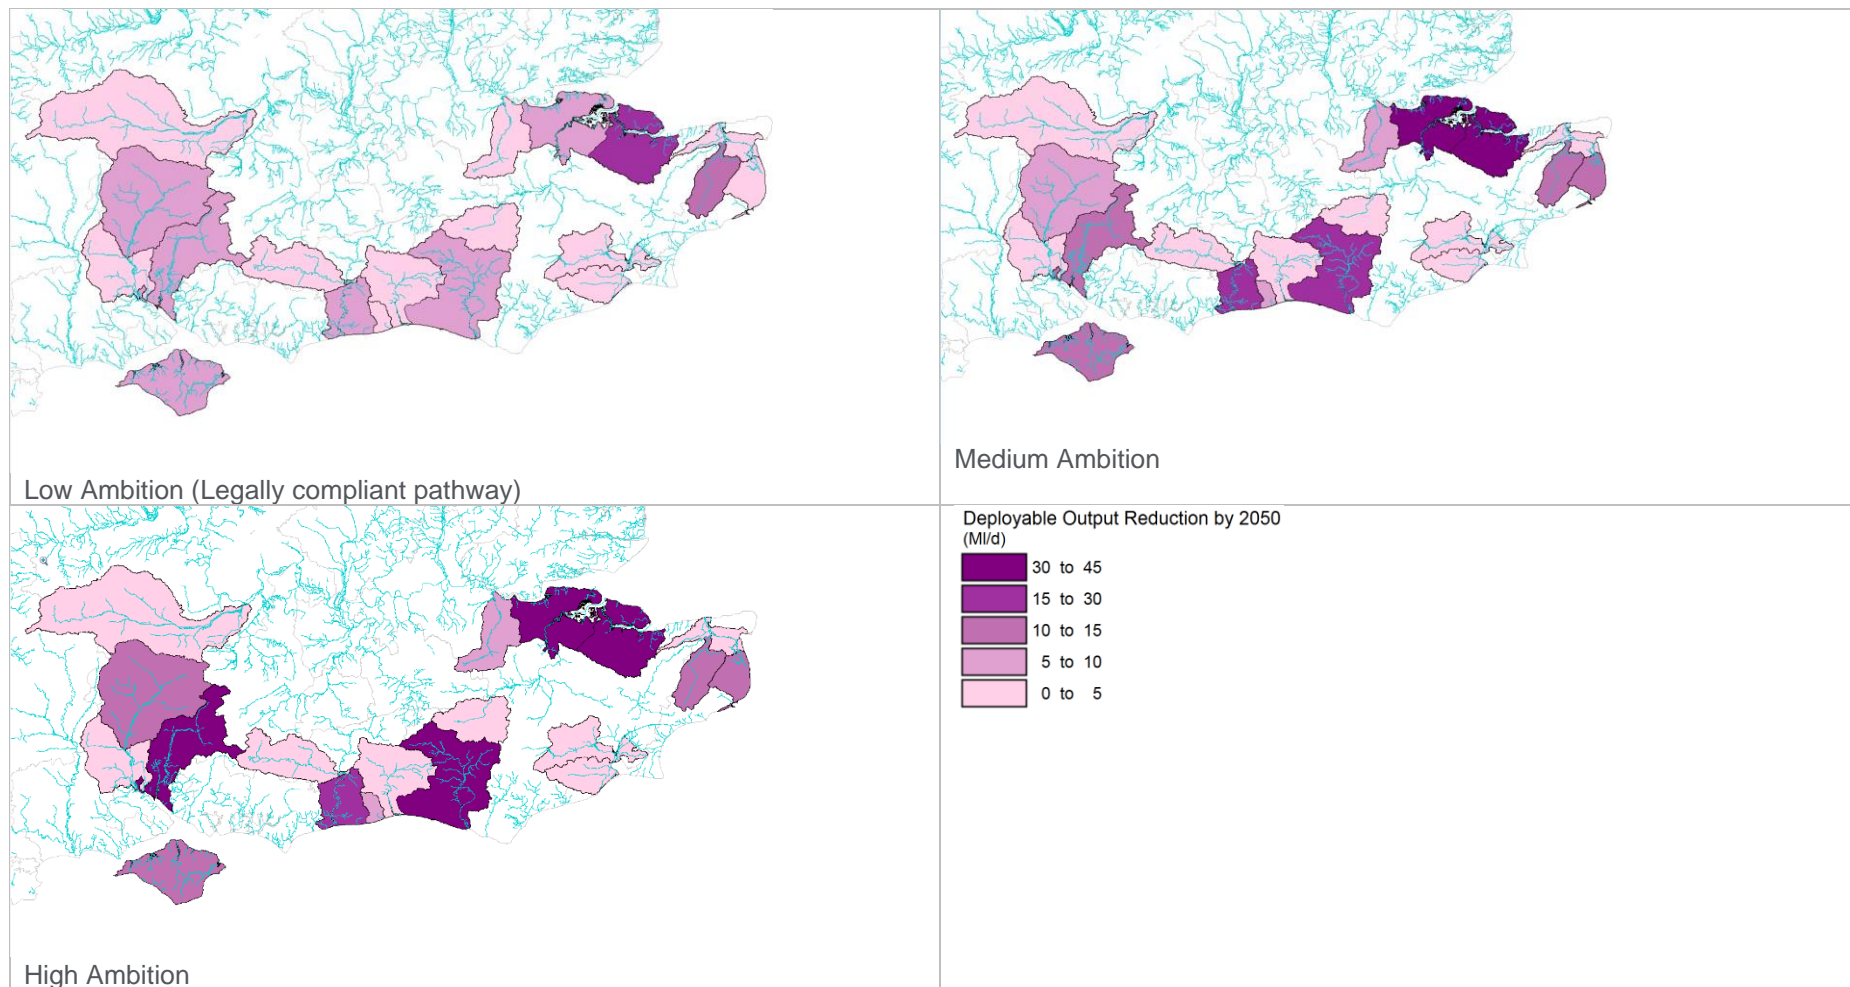 Low Ambition (Legally compliant pathway)
Medium Ambition
High Ambition
Deployable Output Reduction by 2050
(Ml/d)
30 to 45
15 to 30
10 to 15
5 to 10
0 to 5